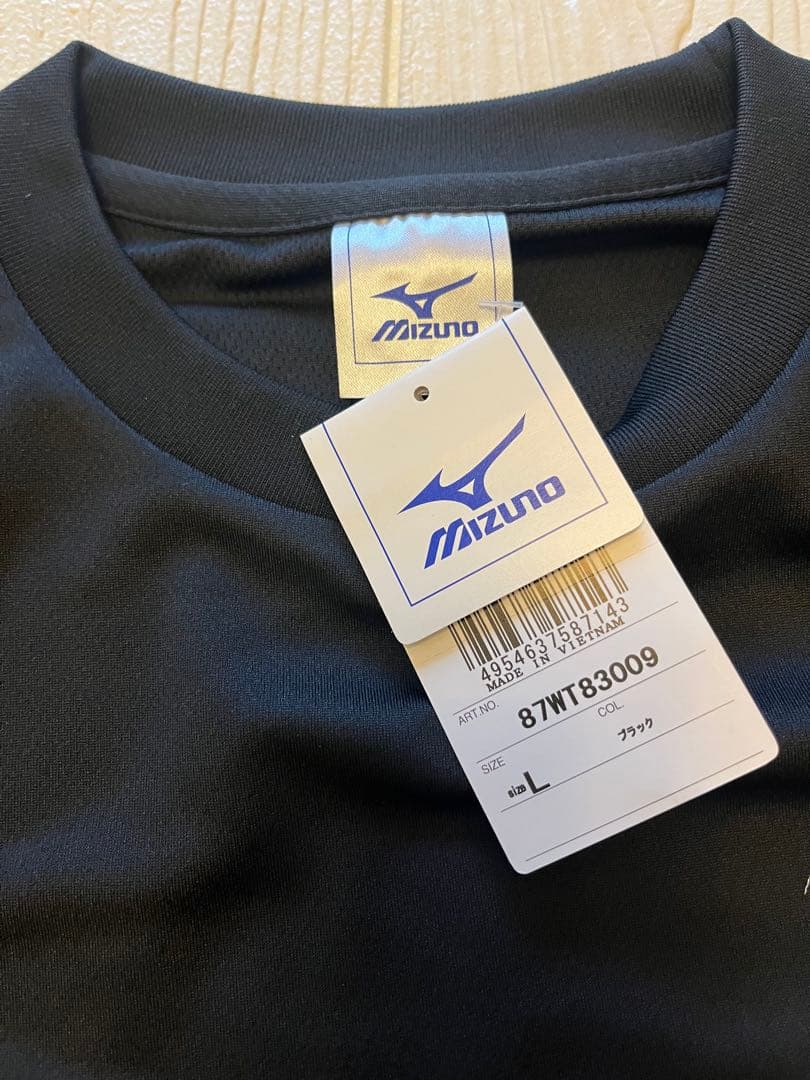 MIZUNO
MIZUNO
4954637587143
MADE IN VIETNAM
ART.NO.
87WT83009
COL.
ブラック
SIZE
size L